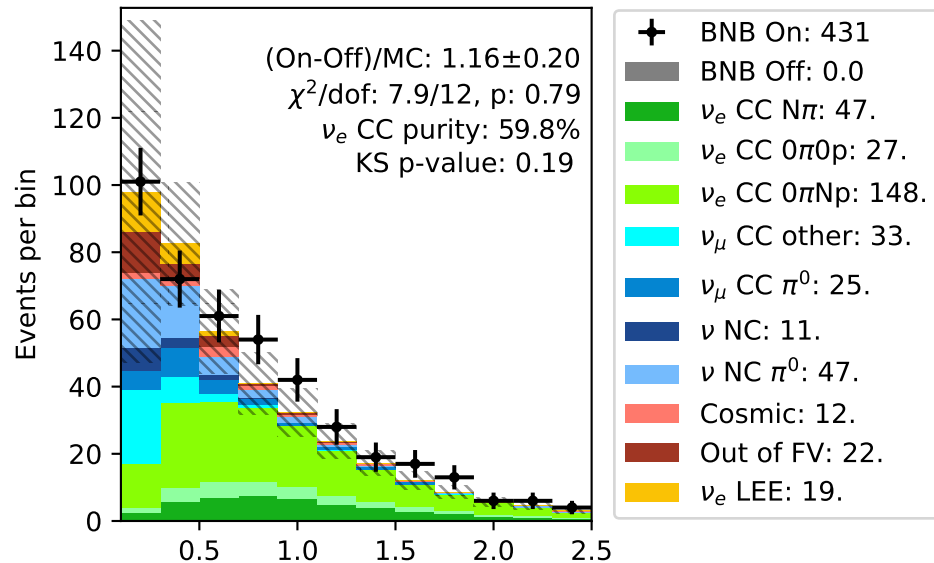 (On-Off)/MC: 1.16±0.20
χ²/dof: 7.9/12, p: 0.79
νₑ CC purity: 59.8%
KS p-value: 0.19
Events per bin
140
120
100
80
60
40
20
0
0.5
1.0
1.5
2.0
2.5
BNB On: 431
BNB Off: 0.0
νₑ CC Nπ: 47.
νₑ CC 0π0p: 27.
νₑ CC 0πNp: 148.
ν_μ CC other: 33.
ν_μ CC π⁰: 25.
ν NC: 11.
ν NC π⁰: 47.
Cosmic: 12.
Out of FV: 22.
νₑ LEE: 19.